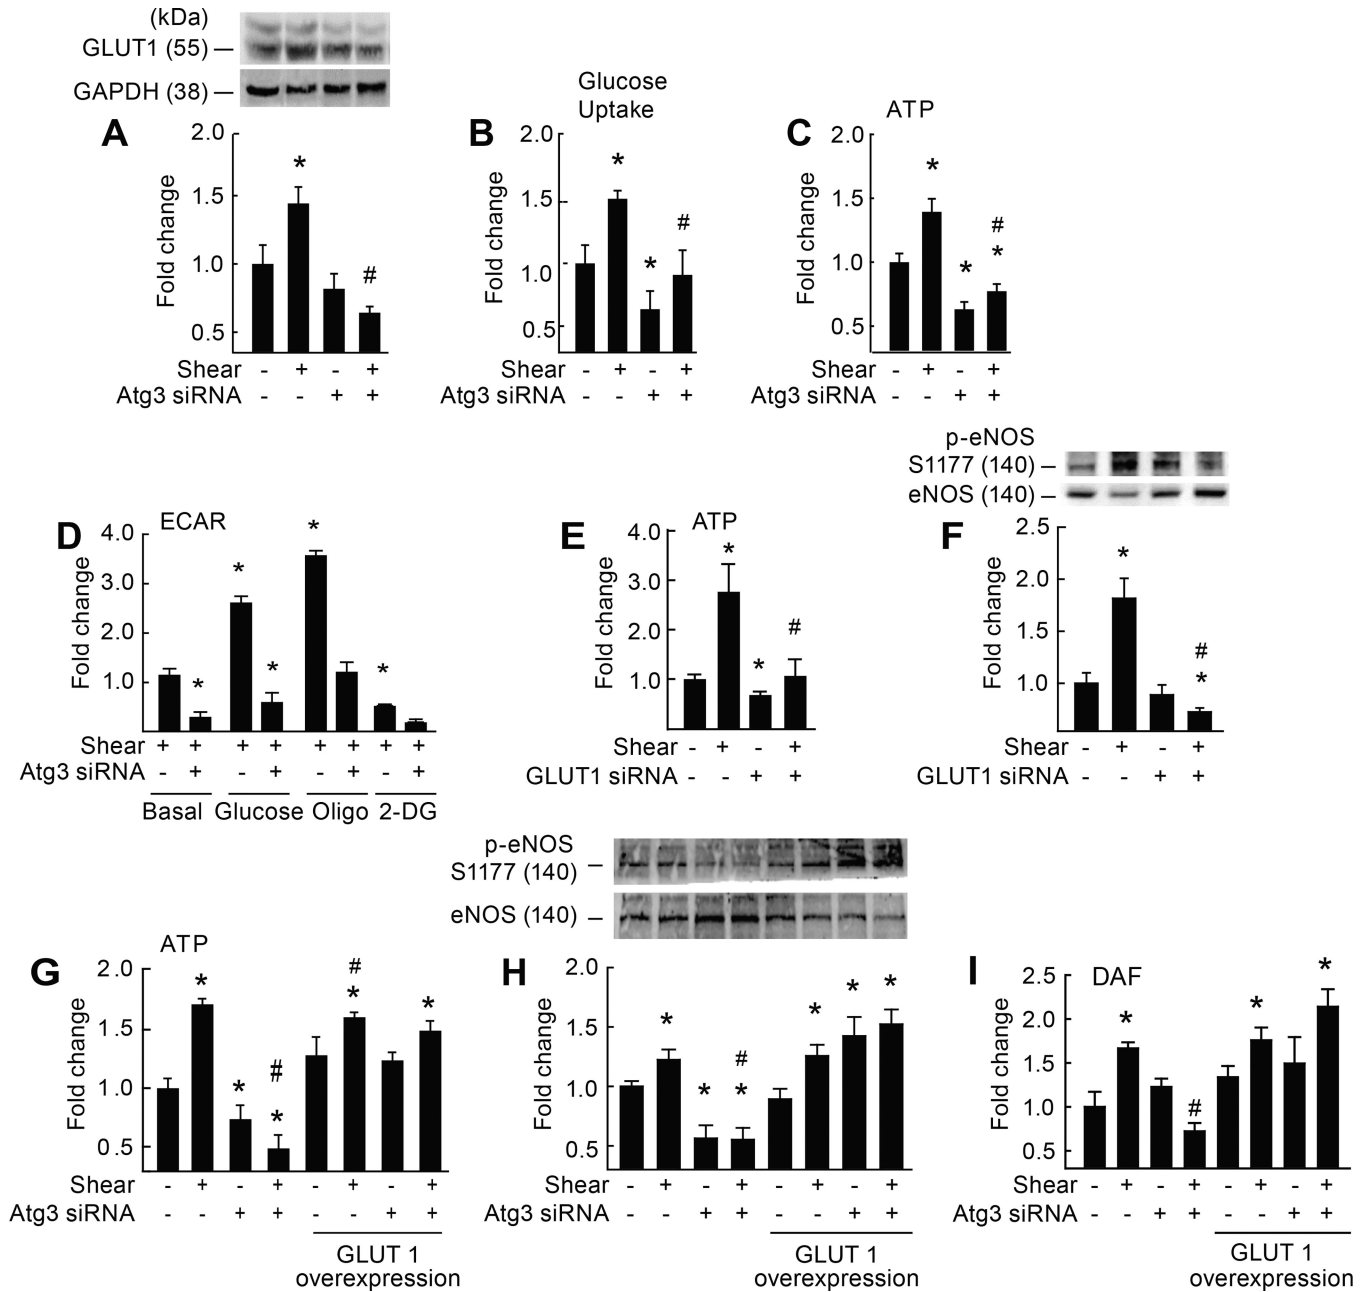 (kDa)
GLUT1 (55)
GAPDH (38)
A
2.0
1.5
1.0
0.5
Fold change
*
#
Shear - + - +
Atg3 siRNA - - + +
B
Glucose
Uptake
2.0
1.5
1.0
0.5
Fold change
*
*
#
Shear - + - +
Atg3 siRNA - - + +
C
ATP
2.0
1.5
1.0
0.5
Fold change
*
*
#
*
Shear - + - +
Atg3 siRNA - - + +
D
ECAR
4.0
3.0
2.0
1.0
Fold change
*
*
*
*
*
Shear + + + + + + + +
Atg3 siRNA - + - + - + - +
Basal Glucose Oligo 2-DG
E
ATP
4.0
3.0
2.0
1.0
Fold change
*
*
#
Shear - + - +
GLUT1 siRNA - - + +
p-eNOS
S1177 (140)
eNOS (140)
F
2.5
2.0
1.5
1.0
Fold change
*
#
*
Shear - + - +
GLUT1 siRNA - - + +
G
ATP
2.0
1.5
1.0
0.5
Fold change
*
*
#
*
#
*
*
Shear - + - + - + - +
Atg3 siRNA - - + + - - + +
GLUT 1
overexpression
p-eNOS
S1177 (140)
eNOS (140)
H
2.0
1.5
1.0
0.5
Fold change
*
*
#
*
*
*
*
Shear - + - + - + - +
Atg3 siRNA - - + + - - + +
GLUT 1
overexpression
I
DAF
2.5
2.0
1.5
1.0
0.5
Fold change
*
#
*
*
Shear - + - + - + - +
Atg3 siRNA - - + + - - + +
GLUT 1
overexpression